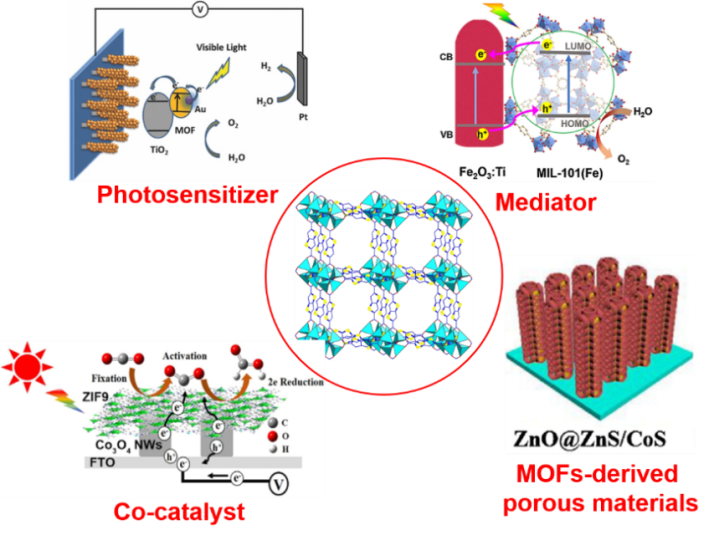 V
Visible Light
H₂
H₂O
Pt
e⁻
e⁻
Au
MOF
TiO₂
O₂
H₂O
Photosensitizer
CB
VB
e⁻
e⁻
LUMO
h⁺
h⁺
HOMO
H₂O
O₂
Fe₂O₃:Ti
MIL-101(Fe)
Mediator
Activation
Fixation
2e Reduction
ZIF9
e⁻
e⁻
e⁻
C
O
H
Co₃O₄ NWs
h⁺
h⁺
FTO
e⁻
e⁻
V
Co-catalyst
ZnO@ZnS/CoS
MOFs-derived
porous materials